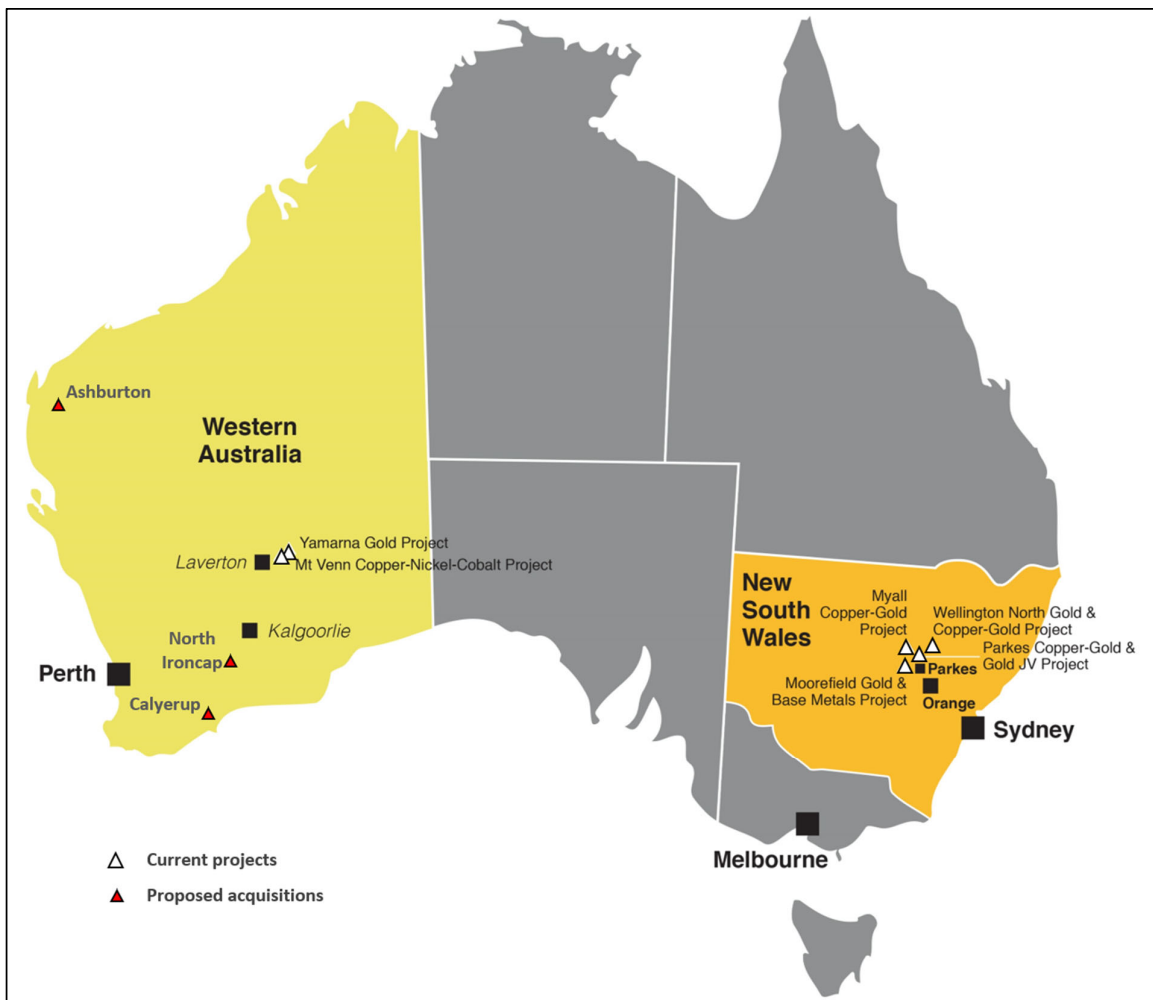 Ashburton
Western
Australia
Yamarna Gold Project
Laverton
Mt Venn Copper-Nickel-Cobalt Project
Kalgoorlie
North
Ironcap
Perth
Calyerup
New
South
Wales
Myall
Copper-Gold
Project
Wellington North Gold &
Copper-Gold Project
Parkes Copper-Gold &
Gold JV Project
Parkes
Moorefield Gold &
Base Metals Project
Orange
Sydney
Melbourne
Current projects
Proposed acquisitions